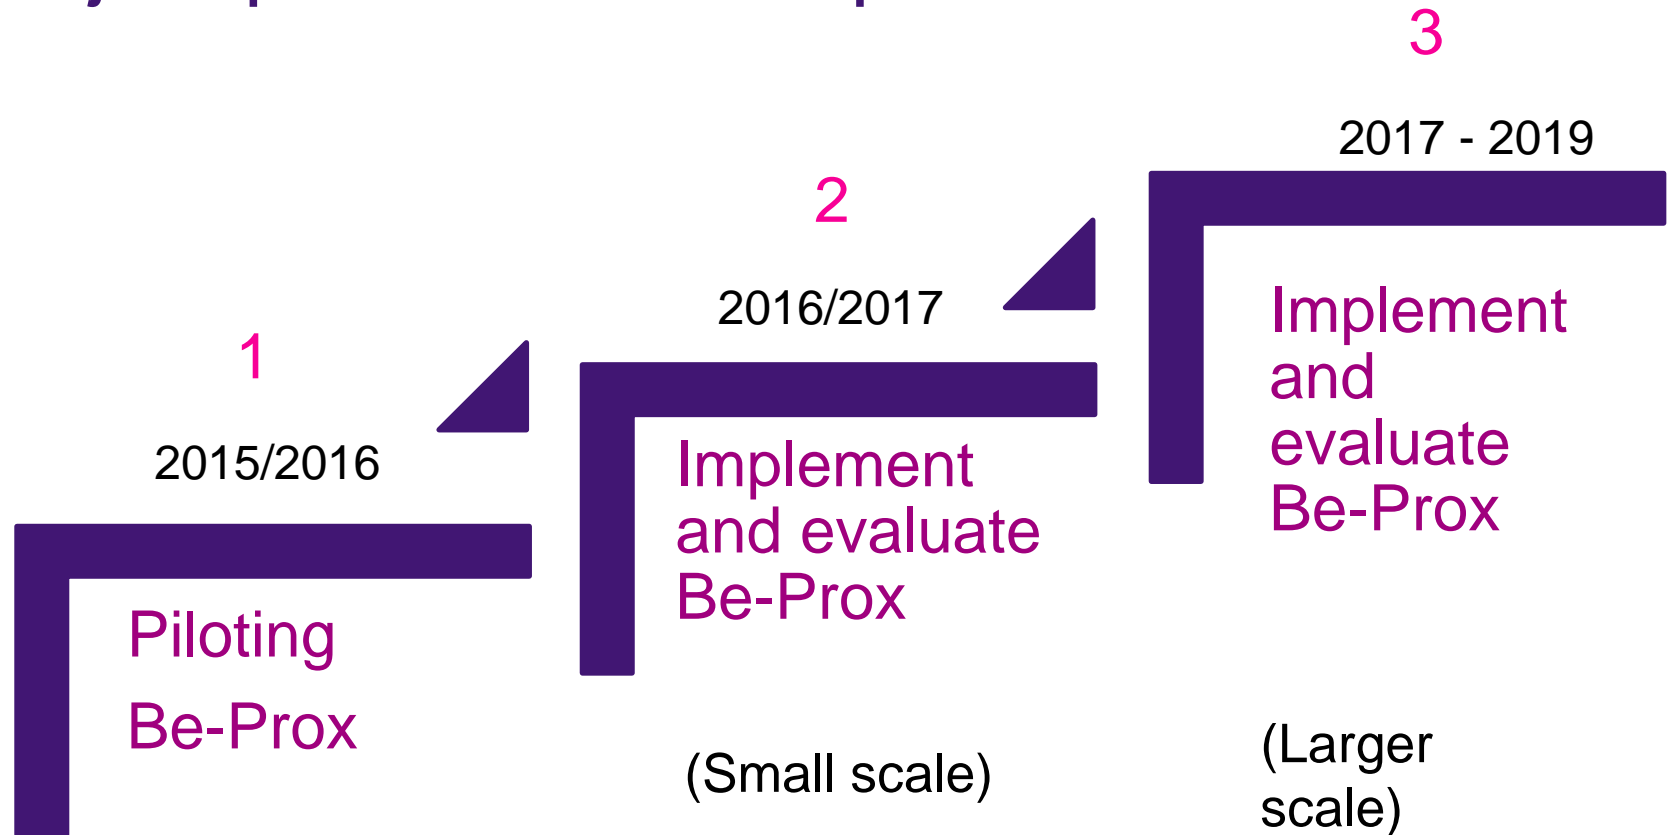 1
2015/2016
Piloting
Be-Prox
2
2016/2017
Implement
and evaluate
Be-Prox
(Small scale)
3
2017 - 2019
Implement
and
evaluate
Be-Prox
(Larger
scale)